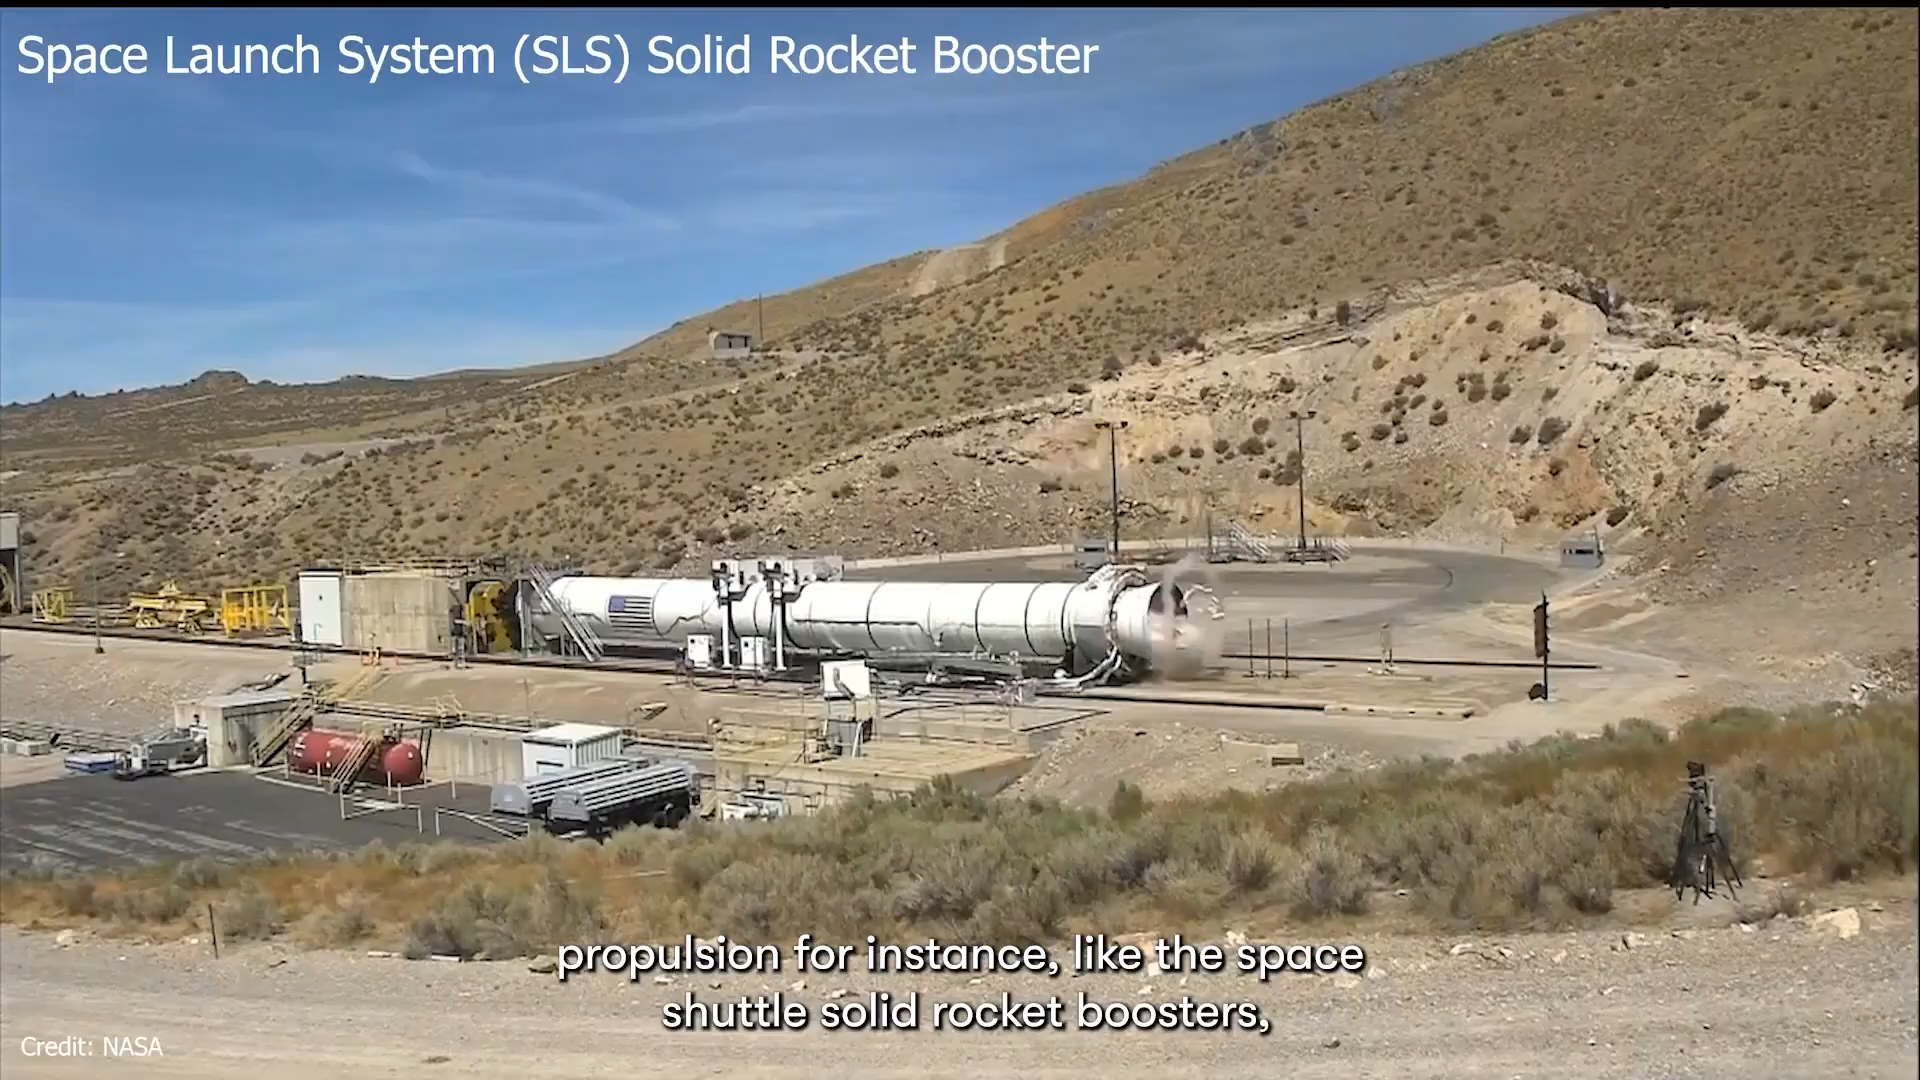 Space Launch System (SLS) Solid Rocket Booster
propulsion for instance, like the space
shuttle solid rocket boosters,
Credit: NASA